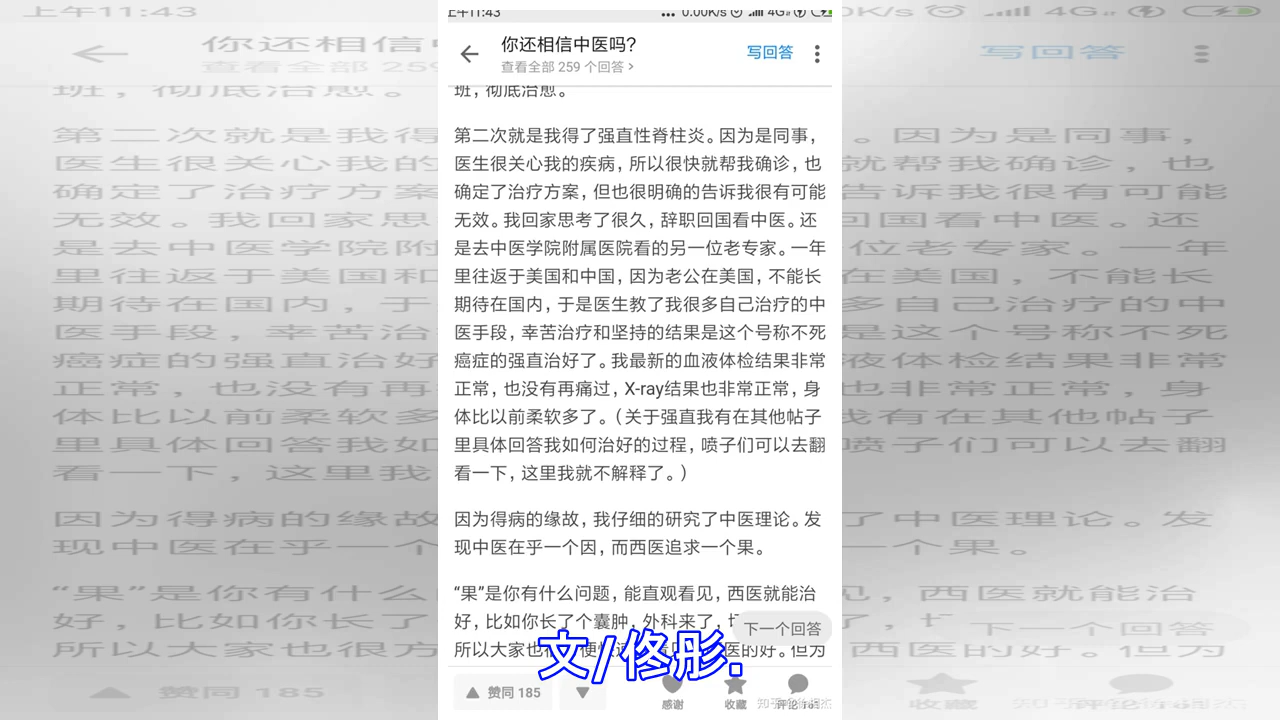 上午11:43
0.00K/s
4G
你还相信中医吗?
写回答
查看全部 259 个回答 >
班，彻底治愈。
第二次就是我得了强直性脊柱炎。因为是同事，
医生很关心我的疾病，所以很快就帮我确诊，也
确定了治疗方案，但也很明确的告诉我很有可能
无效。我回家思考了很久，辞职回国看中医。还
是去中医学院附属医院看的另一位老专家。一年
里往返于美国和中国，因为老公在美国，不能长
期待在国内，于是医生教了我很多自己治疗的中
医手段，幸苦治疗和坚持的结果是这个号称不死
癌症的强直治好了。我最新的血液体检结果非常
正常，也没有再痛过，X-ray结果也非常正常，身
体比以前柔软多了。（关于强直我有在其他帖子
里具体回答我如何治好的过程，喷子们可以去翻
看一下，这里我就不解释了。）
因为得病的缘故，我仔细的研究了中医理论。发
现中医在乎一个因，而西医追求一个果。
“果”是你有什么问题，能直观看见，西医就能治
好，比如你长了个囊肿，外科来了，
下一个回答
所以大家也很
医的好。但为
文/佟彤.
赞同 185
感谢
收藏
评论
知乎